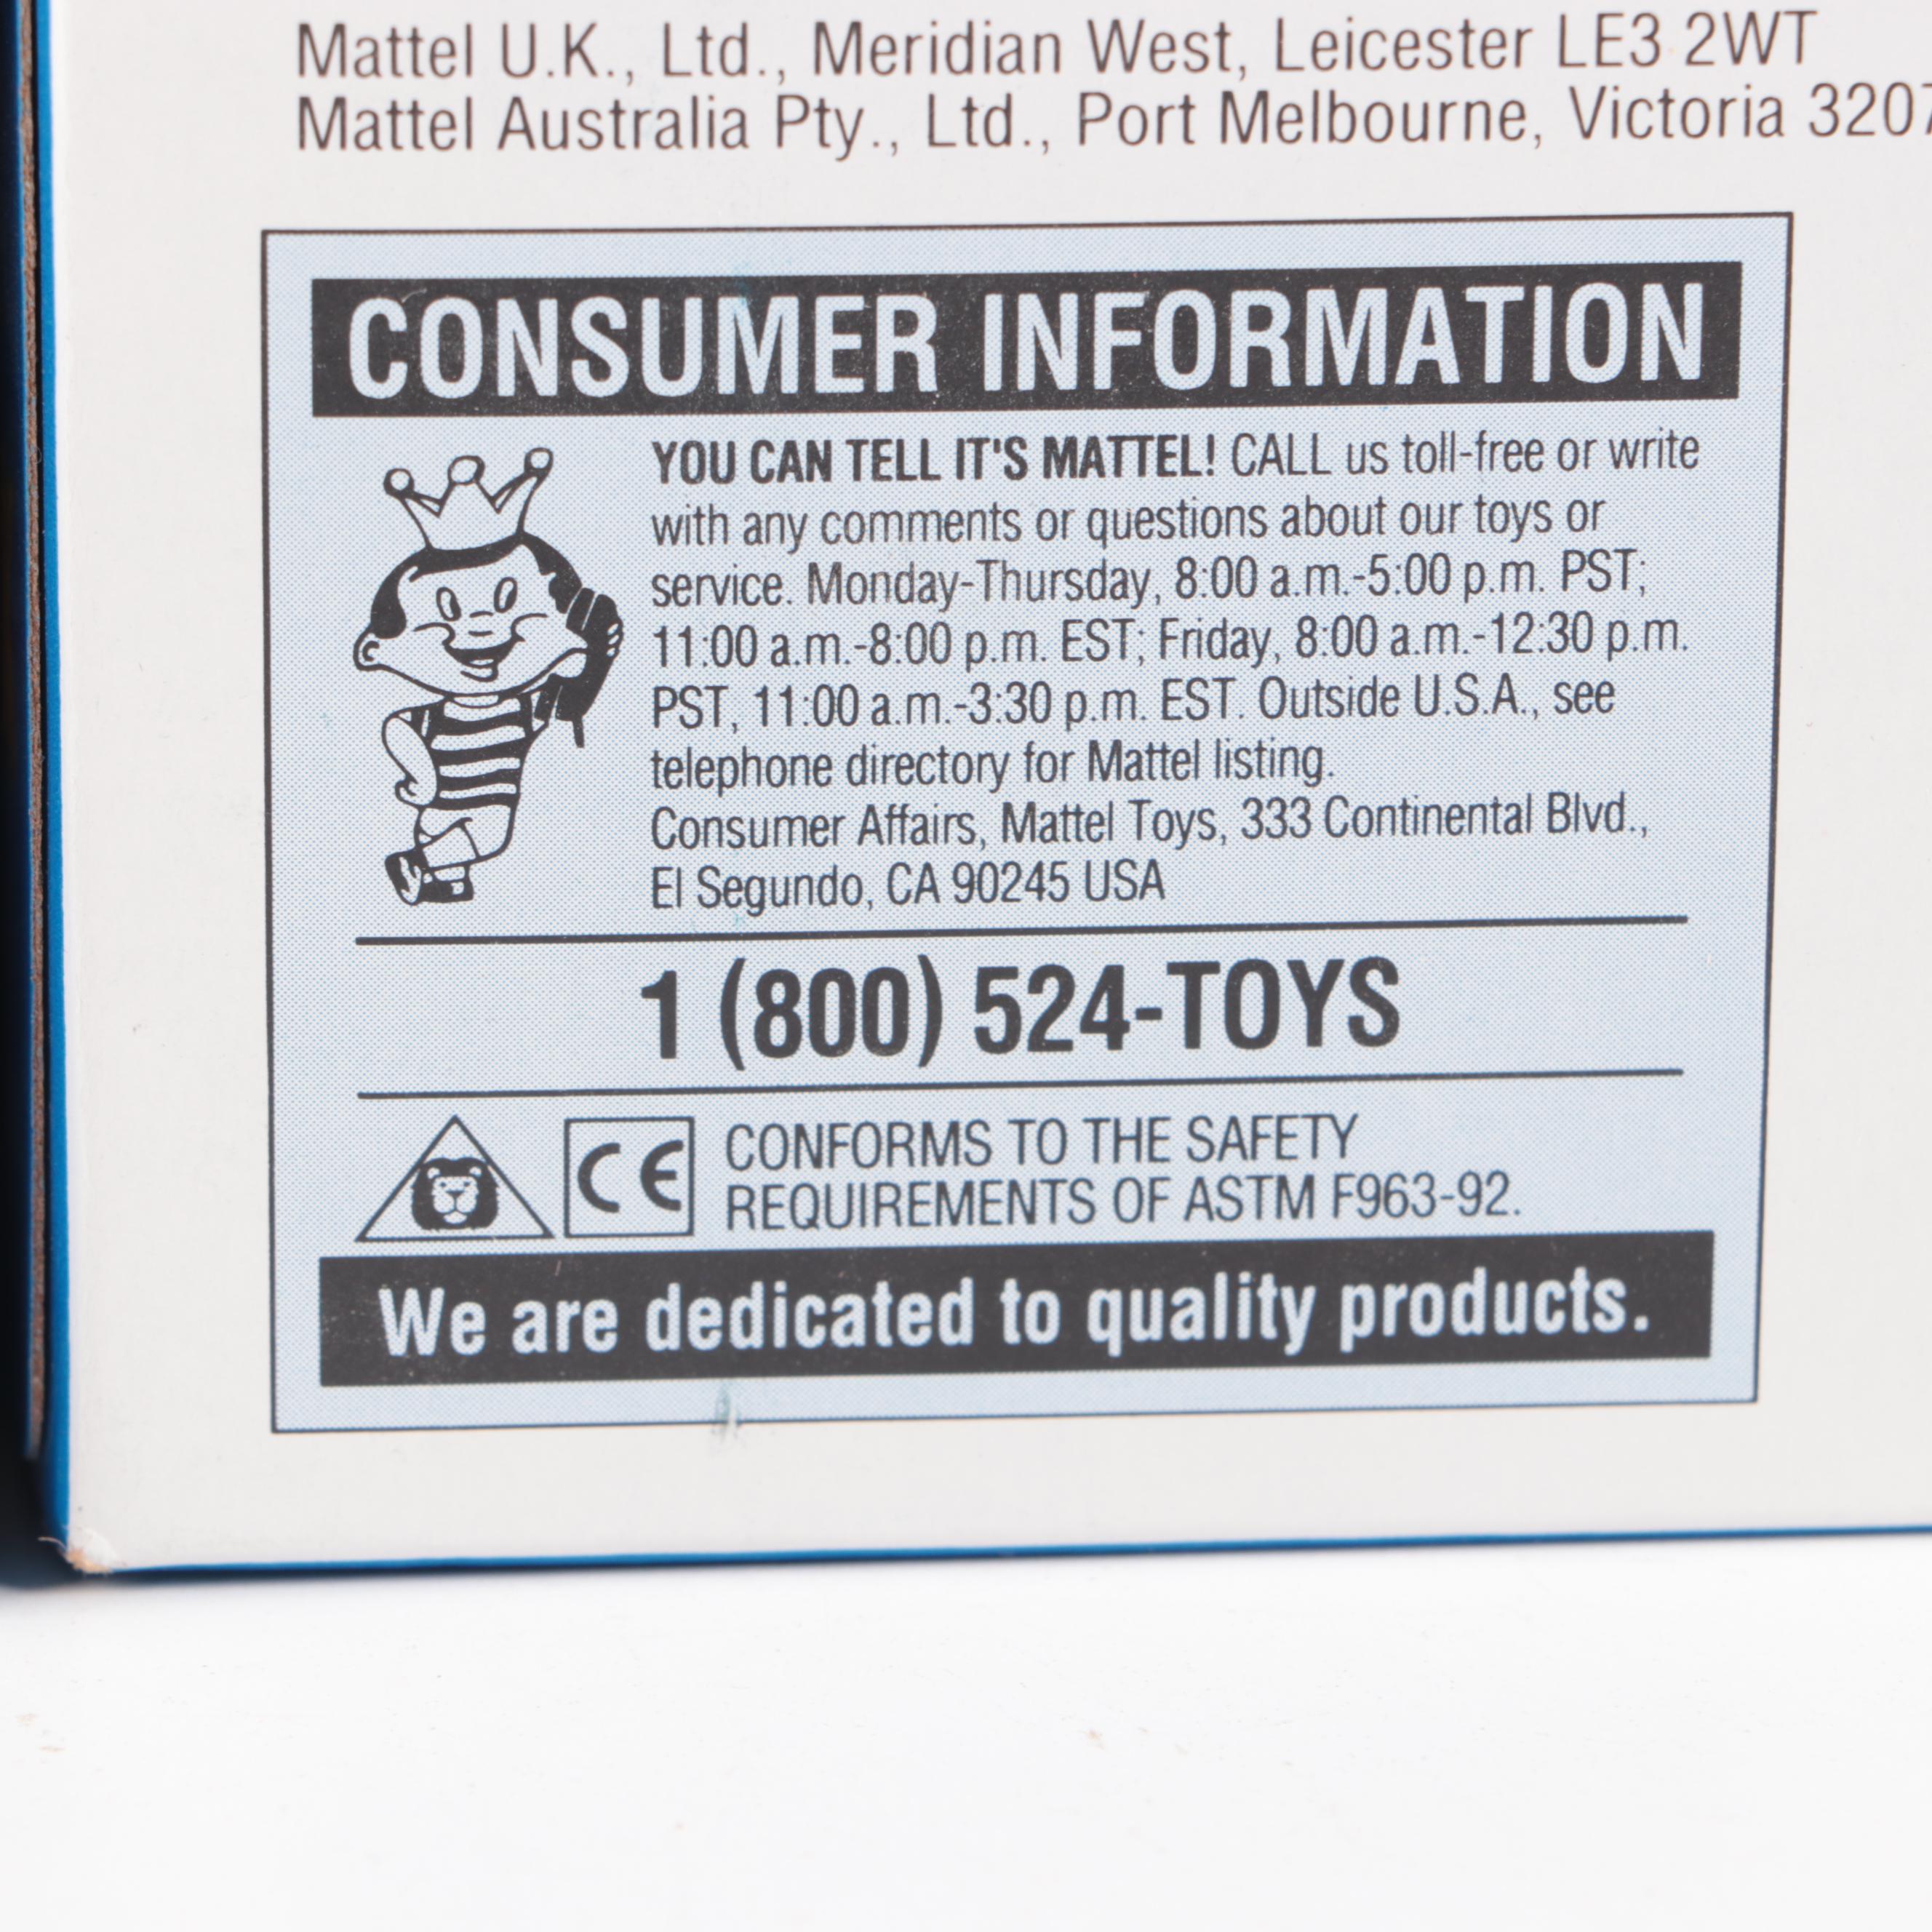 Mattel U.K., Ltd., Meridian West, Leicester LE3 2WT
Mattel Australia Pty., Ltd., Port Melbourne, Victoria 3207
CONSUMER INFORMATION
YOU CAN TELL IT'S MATTEL! CALL us toll-free or write
with any comments or questions about our toys or
service. Monday-Thursday, 8:00 a.m.-5:00 p.m. PST;
11:00 a.m.-8:00 p.m. EST; Friday, 8:00 a.m.-12:30 p.m.
PST, 11:00 a.m.-3:30 p.m. EST. Outside U.S.A., see
telephone directory for Mattel listing.
Consumer Affairs, Mattel Toys, 333 Continental Blvd.,
El Segundo, CA 90245 USA
1 (800) 524-TOYS
CE
CONFORMS TO THE SAFETY
REQUIREMENTS OF ASTM F963-92.
We are dedicated to quality products.